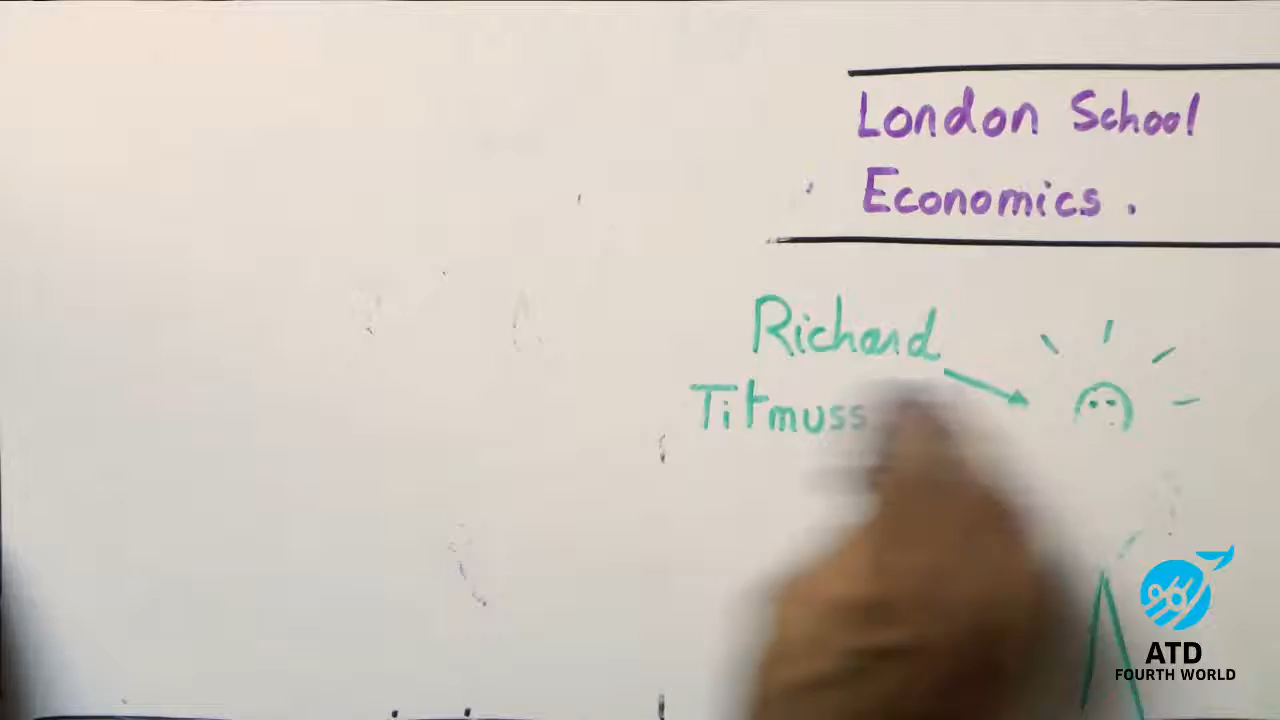 London School
Economics.
Richard
Titmuss
ATD
FOURTH WORLD